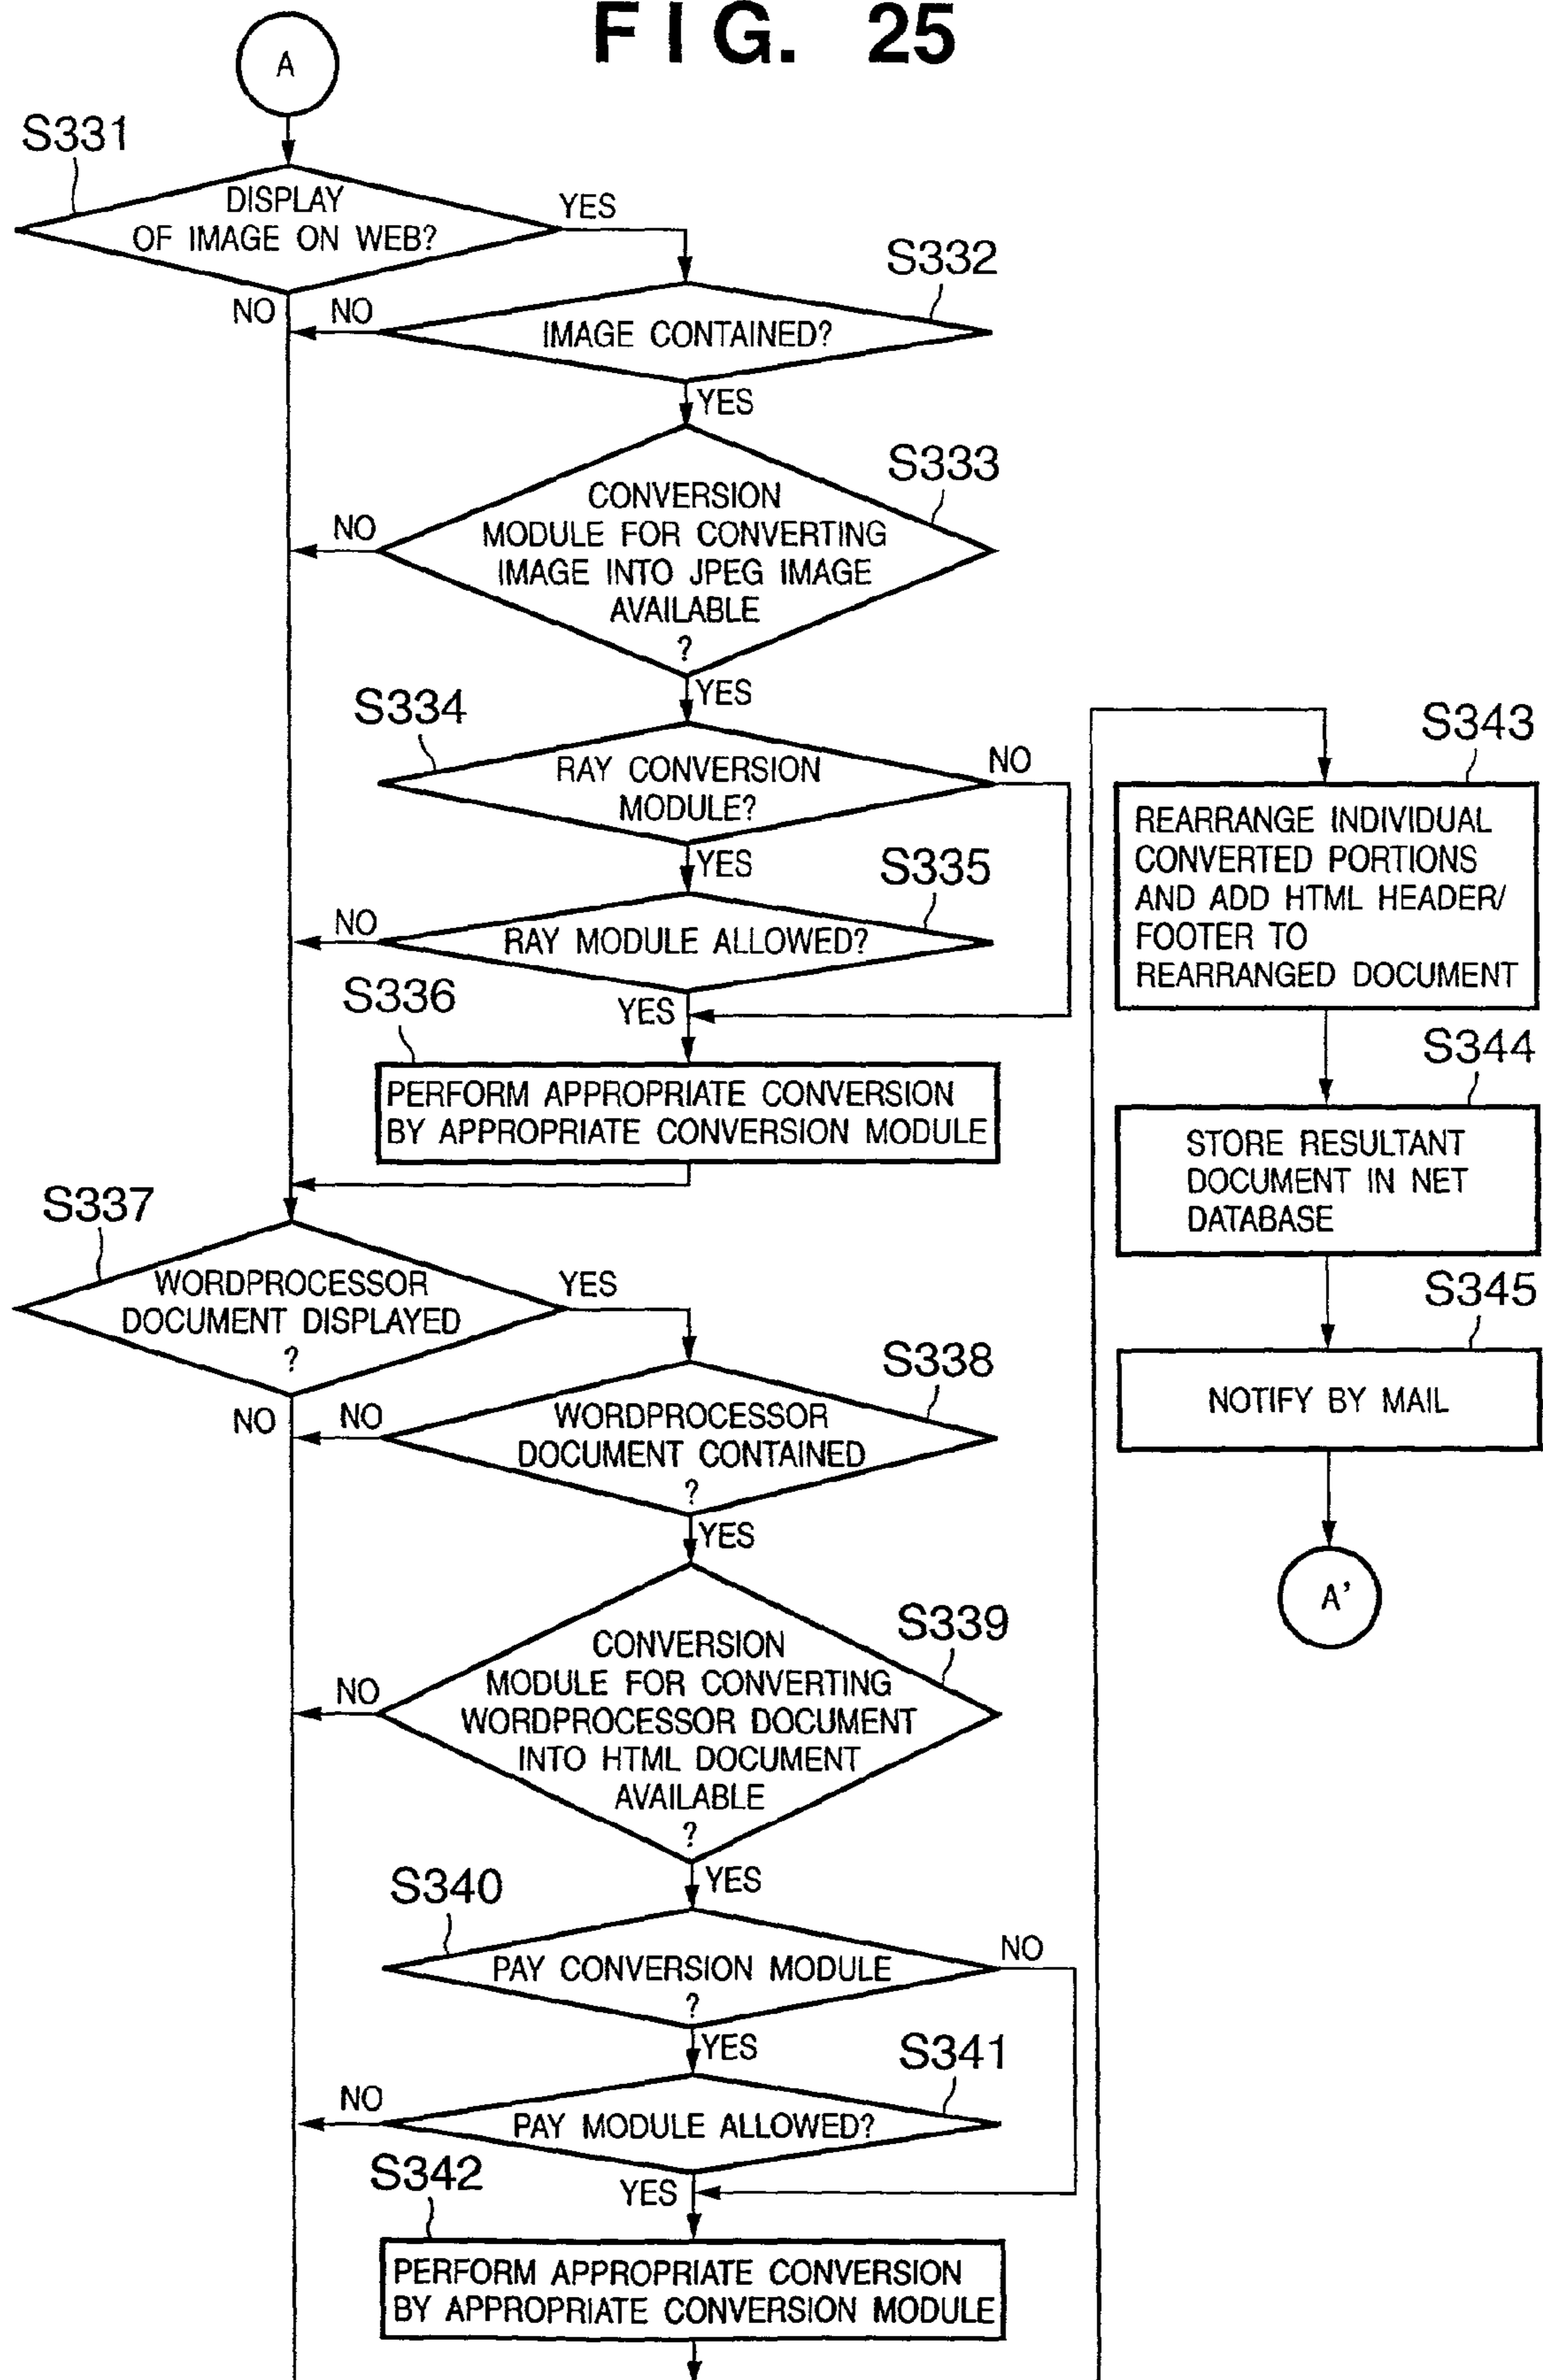 FIG. 25
A
S331
DISPLAY
OF IMAGE ON WEB?
YES
NO
S332
IMAGE CONTAINED?
NO
YES
S333
CONVERSION
MODULE FOR CONVERTING
IMAGE INTO JPEG IMAGE
AVAILABLE
?
NO
YES
S334
RAY CONVERSION
MODULE?
NO
YES
S335
RAY MODULE ALLOWED?
NO
YES
S336
PERFORM APPROPRIATE CONVERSION
BY APPROPRIATE CONVERSION MODULE
S337
WORDPROCESSOR
DOCUMENT DISPLAYED
?
YES
NO
S338
WORDPROCESSOR
DOCUMENT CONTAINED
?
NO
YES
S339
CONVERSION
MODULE FOR CONVERTING
WORDPROCESSOR DOCUMENT
INTO HTML DOCUMENT
AVAILABLE
?
NO
YES
S340
PAY CONVERSION MODULE
?
NO
YES
S341
PAY MODULE ALLOWED?
NO
YES
S342
PERFORM APPROPRIATE CONVERSION
BY APPROPRIATE CONVERSION MODULE
S343
REARRANGE INDIVIDUAL
CONVERTED PORTIONS
AND ADD HTML HEADER/
FOOTER TO
REARRANGED DOCUMENT
S344
STORE RESULTANT
DOCUMENT IN NET
DATABASE
S345
NOTIFY BY MAIL
A'